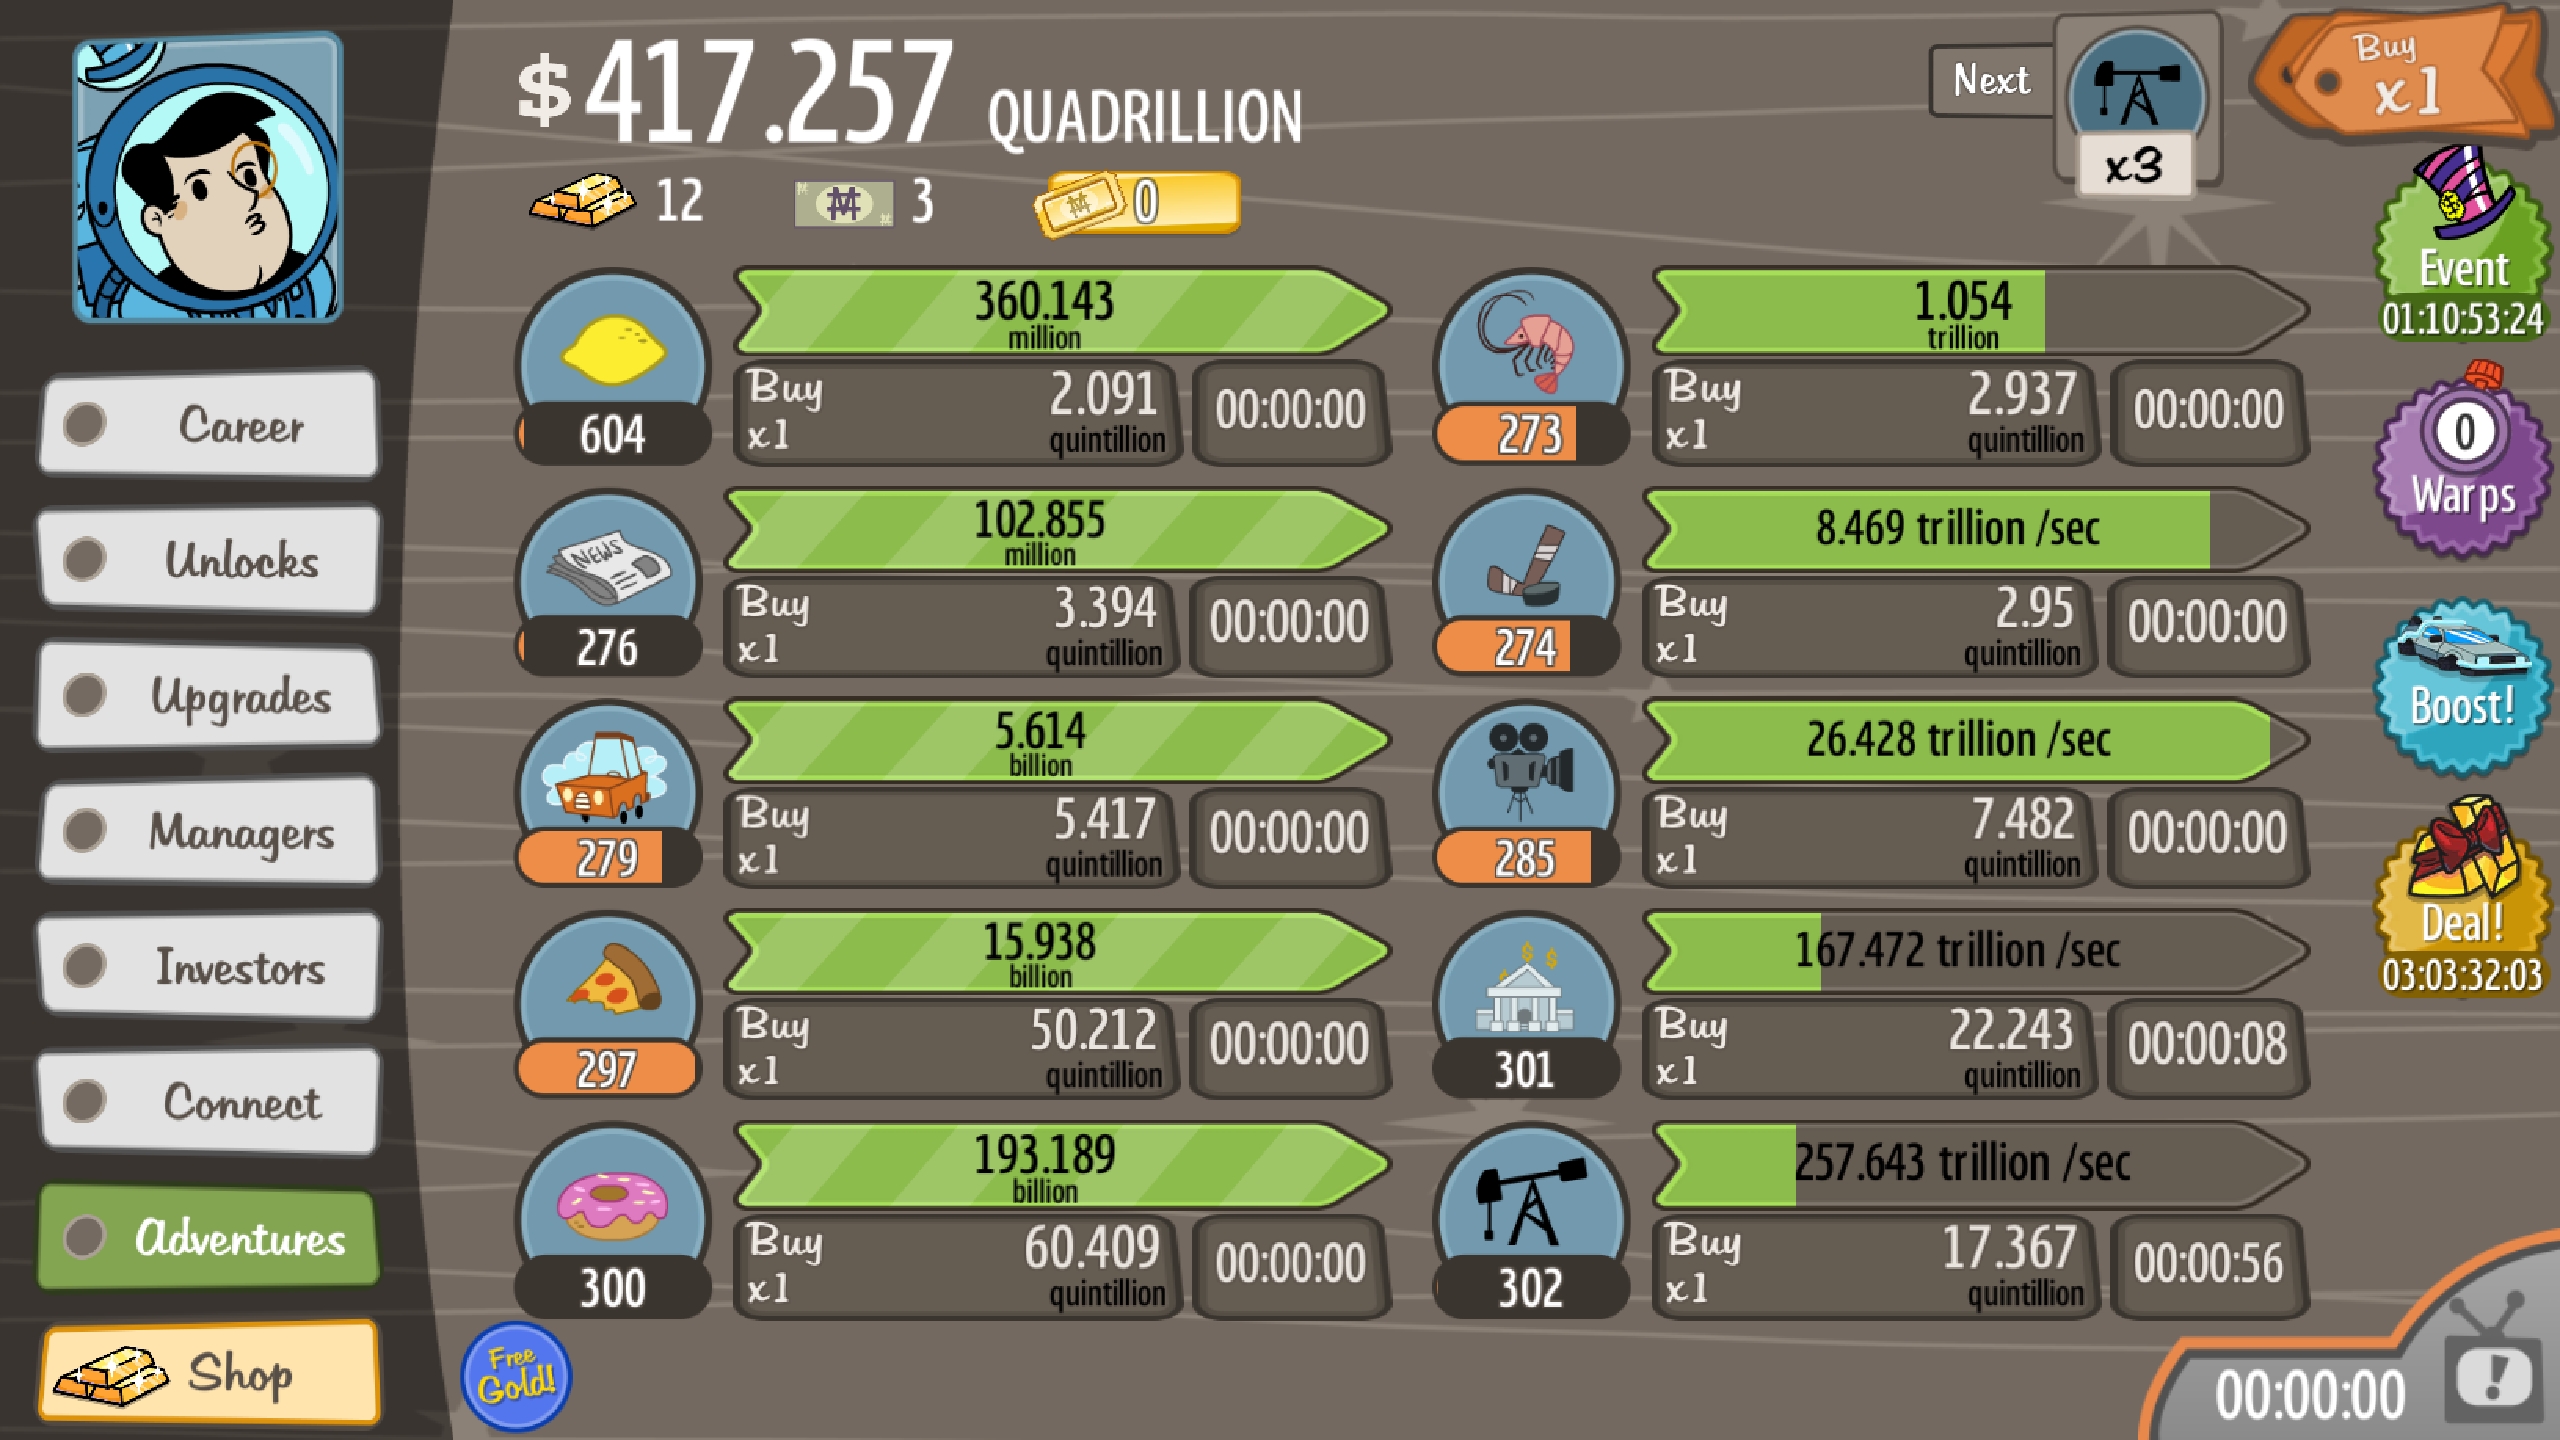 $417.257 QUADRILLION
12
3
0
Next
x3
Buy
x1
Event
01:10:53:24
0
Warps
Boost!
Deal!
03:03:32:03
Career
Unlocks
Upgrades
Managers
Investors
Connect
Adventures
Shop
Free
Gold!
360.143
million
604
Buy
x1
2.091
quintillion
00:00:00
NEWS
102.855
million
276
Buy
x1
3.394
quintillion
00:00:00
5.614
billion
279
Buy
x1
5.417
quintillion
00:00:00
15.938
billion
297
Buy
x1
50.212
quintillion
00:00:00
193.189
billion
300
Buy
x1
60.409
quintillion
00:00:00
1.054
trillion
273
Buy
x1
2.937
quintillion
00:00:00
8.469 trillion /sec
274
Buy
x1
2.95
quintillion
00:00:00
26.428 trillion /sec
285
Buy
x1
7.482
quintillion
00:00:00
167.472 trillion /sec
301
Buy
x1
22.243
quintillion
00:00:08
257.643 trillion /sec
302
Buy
x1
17.367
quintillion
00:00:56
00:00:00
!